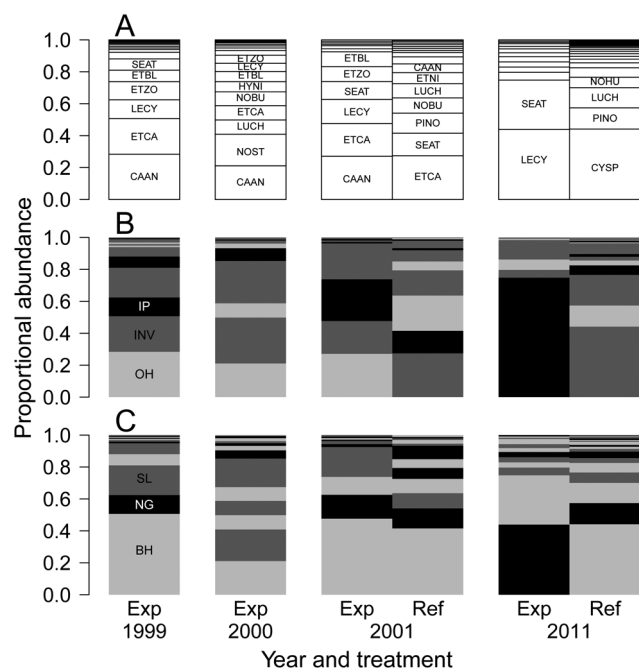 A
1.0
0.8
0.6
0.4
0.2
0.0
SEAT
ETBL
ETZO
LECY
ETCA
CAAN
ETZO
LECY
ETBL
HYNI
NOBU
ETCA
LUCH
NOST
CAAN
ETBL
ETZO
SEAT
LECY
ETCA
CAAN
CAAN
ETNI
LUCH
NOBU
PINO
SEAT
ETCA
SEAT
LECY
NOHU
LUCH
PINO
CYSP
Proportional abundance
B
1.0
0.8
0.6
0.4
0.2
0.0
IP
INV
OH
C
1.0
0.8
0.6
0.4
0.2
0.0
SL
NG
BH
Exp Exp Exp Ref Exp Ref
1999 2000 2001 2011
Year and treatment